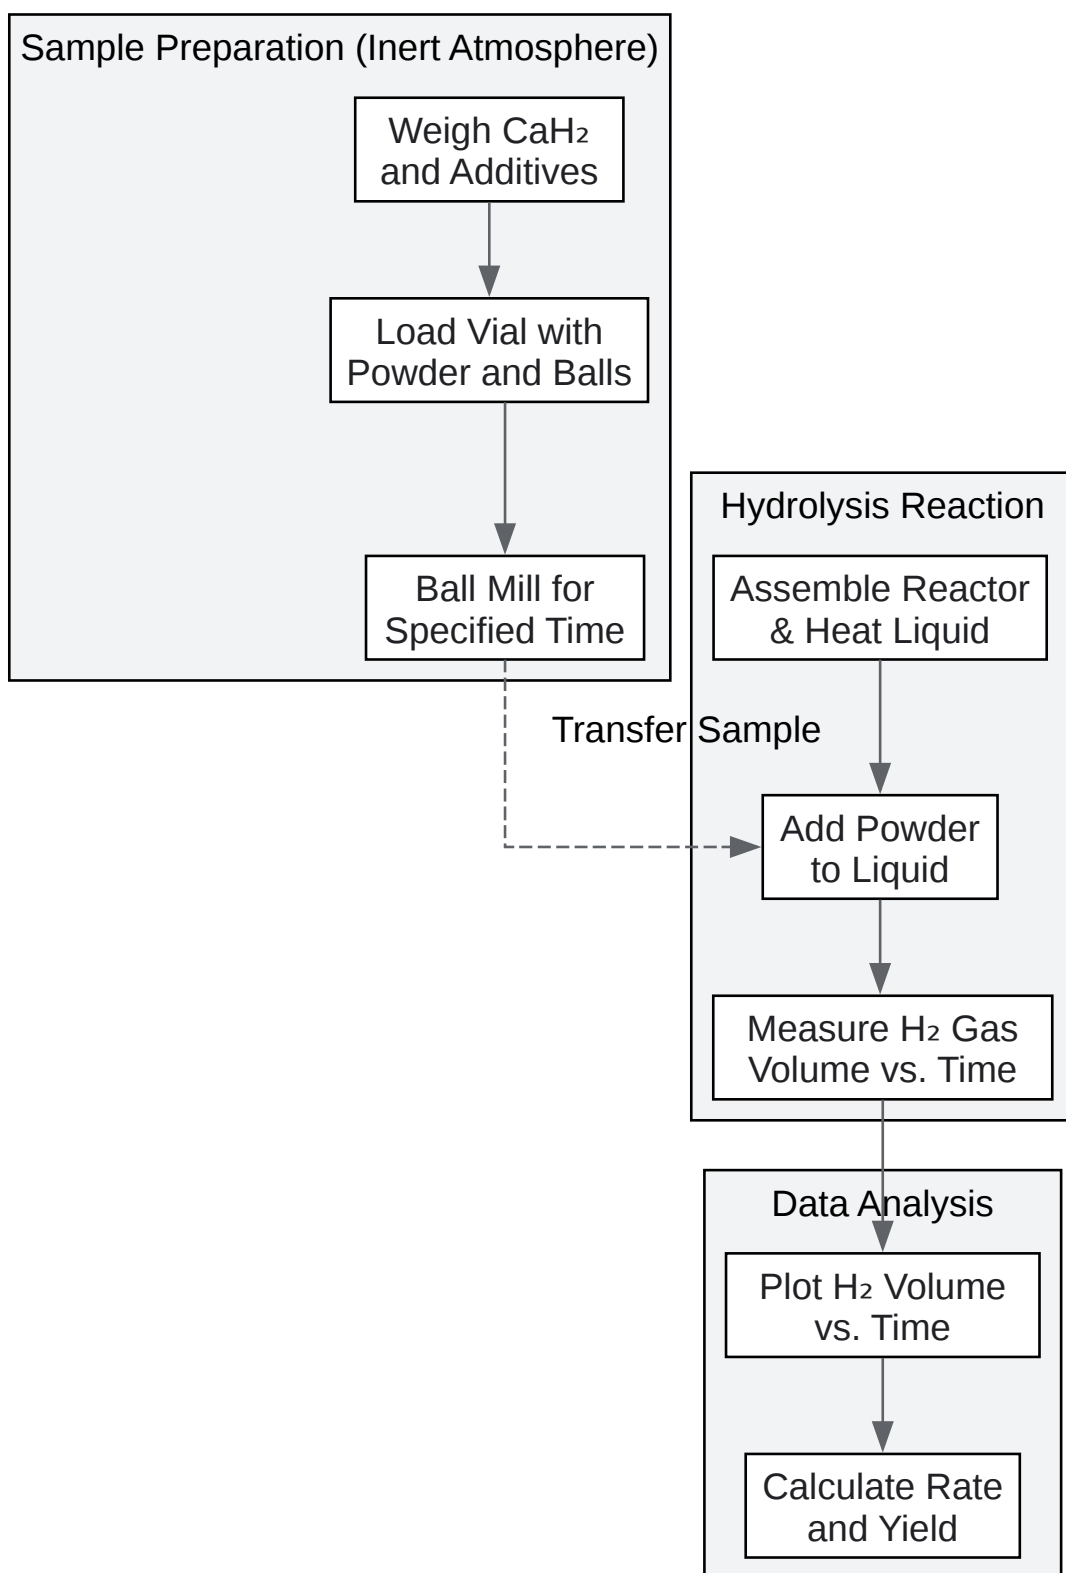 Sample Preparation (Inert Atmosphere)
Weigh CaH₂
and Additives
Load Vial with
Powder and Balls
Ball Mill for
Specified Time
Transfer Sample
Hydrolysis Reaction
Assemble Reactor
& Heat Liquid
Add Powder
to Liquid
Measure H₂ Gas
Volume vs. Time
Data Analysis
Plot H₂ Volume
vs. Time
Calculate Rate
and Yield